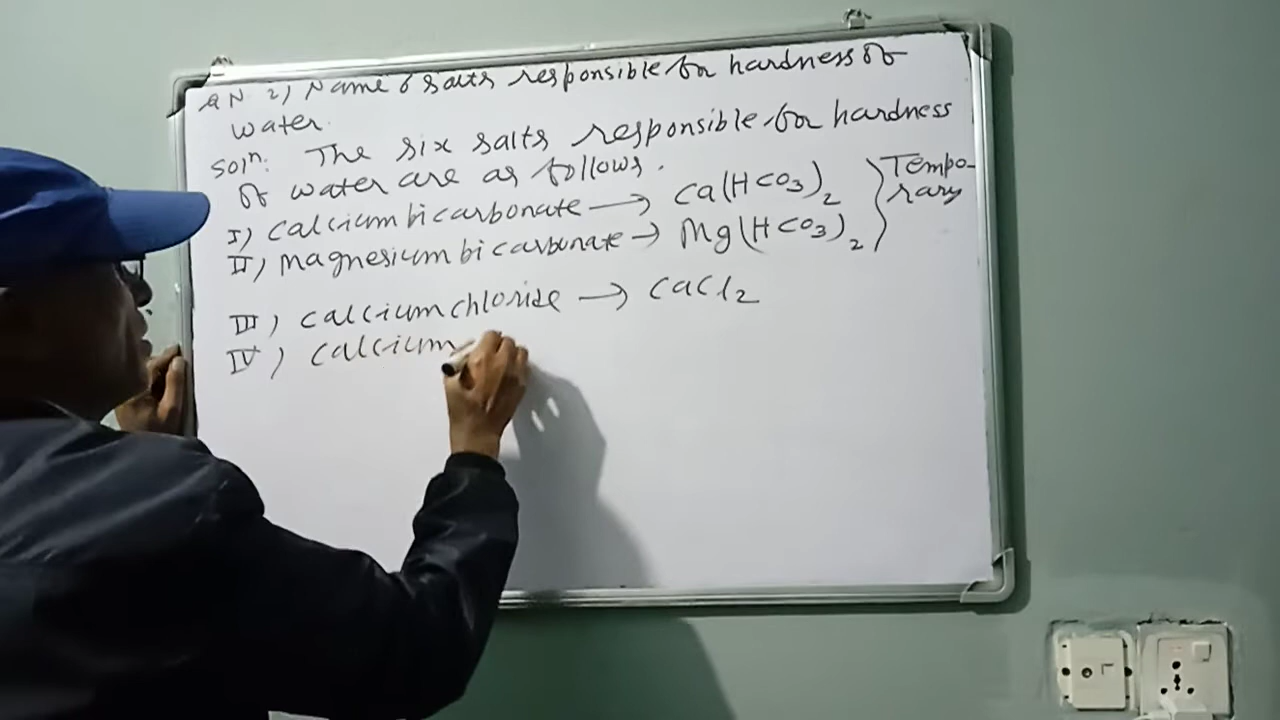 QN 2) Name 6 salts responsible for hardness of
water.
Soln: The six salts responsible for hardness
of water are as follows.
I) calcium bicarbonate → Ca(HCO3)2
II) Magnesium bicarbonate → Mg(HCO3)2
Tempo-
rary
III) calcium chloride → CaCl2
IV) calcium